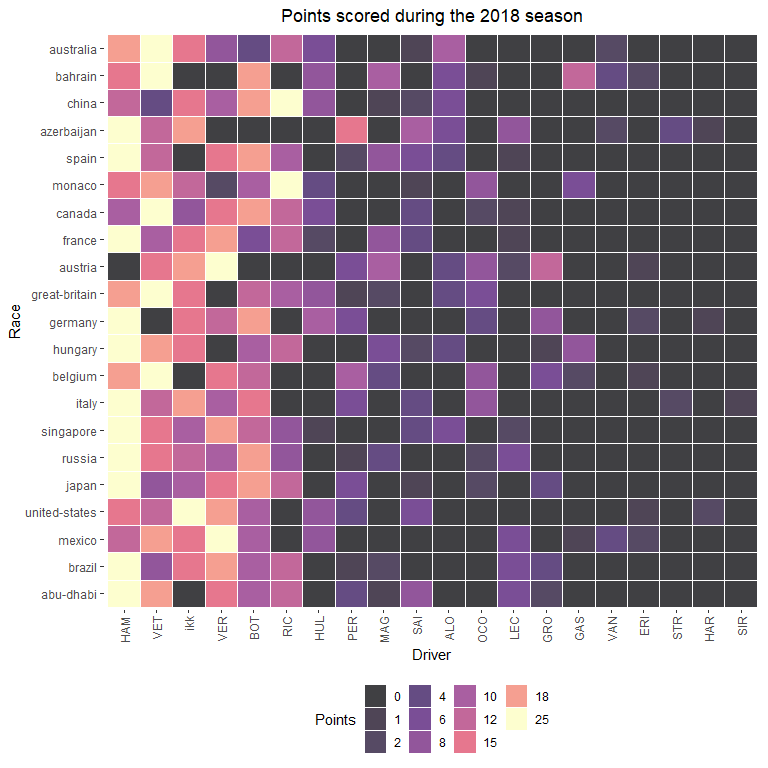 Points scored during the 2018 season
Race
australia
bahrain
china
azerbaijan
spain
monaco
canada
france
austria
great-britain
germany
hungary
belgium
italy
singapore
russia
japan
united-states
mexico
brazil
abu-dhabi
HAM VET ikk VER BOT RIC HUL PER MAG SAI ALO OCO LEC GRO GAS VAN ERI STR HAR SIR
Driver
Points
0 4 10 18
1 6 12 25
2 8 15